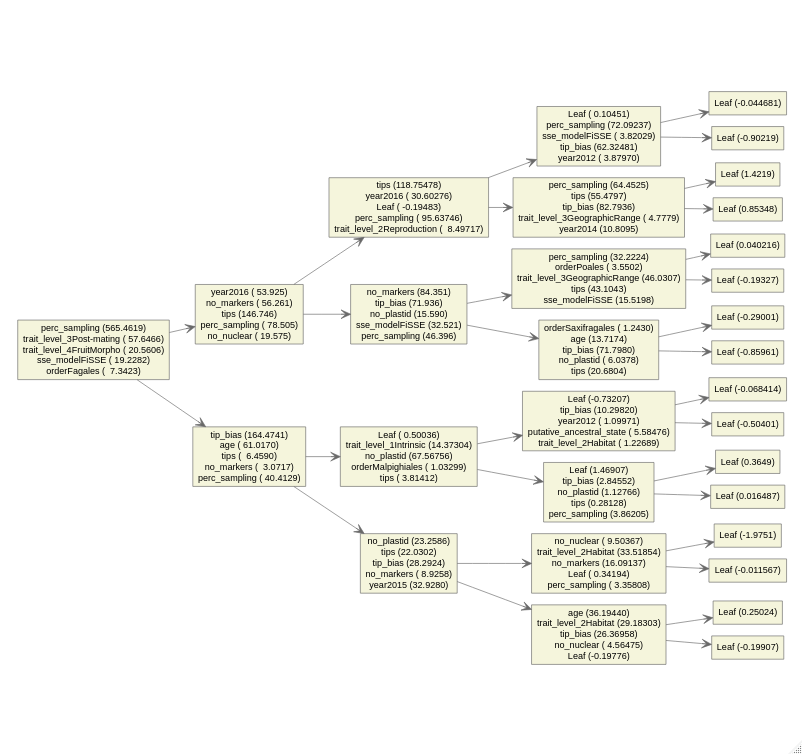 perc_sampling (565.4619)
trait_level_3Post-mating ( 57.6466)
trait_level_4FruitMorpho ( 20.5606)
sse_modelFiSSE ( 19.2282)
orderFagales (  7.3423)
year2016 ( 53.925)
no_markers ( 56.261)
tips (146.746)
perc_sampling ( 78.505)
no_nuclear ( 19.575)
tip_bias (164.4741)
age ( 61.0170)
tips (  6.4590)
no_markers (  3.0717)
perc_sampling ( 40.4129)
tips (118.75478)
year2016 ( 30.60276)
Leaf ( -0.19483)
perc_sampling ( 95.63746)
trait_level_2Reproduction (  8.49717)
no_markers (84.351)
tip_bias (71.936)
no_plastid (15.590)
sse_modelFiSSE (32.521)
perc_sampling (46.396)
Leaf ( 0.50036)
trait_level_1Intrinsic (14.37304)
no_plastid (67.56756)
orderMalpighiales ( 1.03299)
tips ( 3.81412)
no_plastid (23.2586)
tips (22.0302)
tip_bias (28.2924)
no_markers ( 8.9258)
year2015 (32.9280)
Leaf ( 0.10451)
perc_sampling (72.09237)
sse_modelFiSSE ( 3.82029)
tip_bias (62.32481)
year2012 ( 3.87970)
perc_sampling (64.4525)
tips (55.4797)
tip_bias (82.7936)
trait_level_3GeographicRange ( 4.7779)
year2014 (10.8095)
perc_sampling (32.2224)
orderPoales ( 3.5502)
trait_level_3GeographicRange (46.0307)
tips (43.1043)
sse_modelFiSSE (15.5198)
orderSaxifragales ( 1.2430)
age (13.7174)
tip_bias (71.7980)
no_plastid ( 6.0378)
tips (20.6804)
Leaf (-0.73207)
tip_bias (10.29820)
year2012 ( 1.09971)
putative_ancestral_state ( 5.58476)
trait_level_2Habitat ( 1.22689)
Leaf (1.46907)
tip_bias (2.84552)
no_plastid (1.12766)
tips (0.28128)
perc_sampling (3.86205)
no_nuclear ( 9.50367)
trait_level_2Habitat (33.51854)
no_markers (16.09137)
Leaf ( 0.34194)
perc_sampling ( 3.35808)
age (36.19440)
trait_level_2Habitat (29.18303)
tip_bias (26.36958)
no_nuclear ( 4.56475)
Leaf (-0.19776)
Leaf (-0.044681)
Leaf (-0.90219)
Leaf (1.4219)
Leaf (0.85348)
Leaf (0.040216)
Leaf (-0.19327)
Leaf (-0.29001)
Leaf (-0.85961)
Leaf (-0.068414)
Leaf (-0.50401)
Leaf (0.3649)
Leaf (0.016487)
Leaf (-1.9751)
Leaf (-0.011567)
Leaf (0.25024)
Leaf (-0.19907)